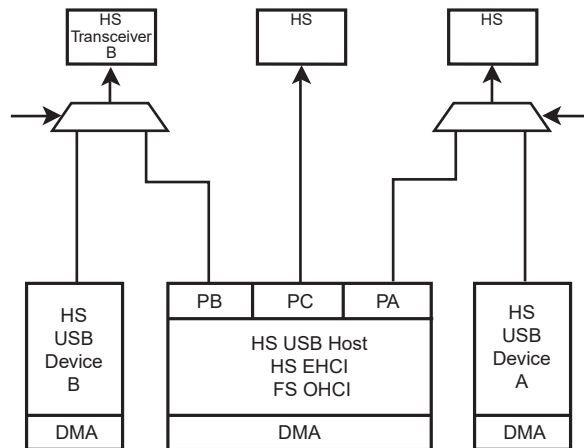 HS
Transceiver
B
HS
HS
PB
PC
PA
HS
USB
Device
B
HS USB Host
HS EHCI
FS OHCI
HS
USB
Device
A
DMA
DMA
DMA